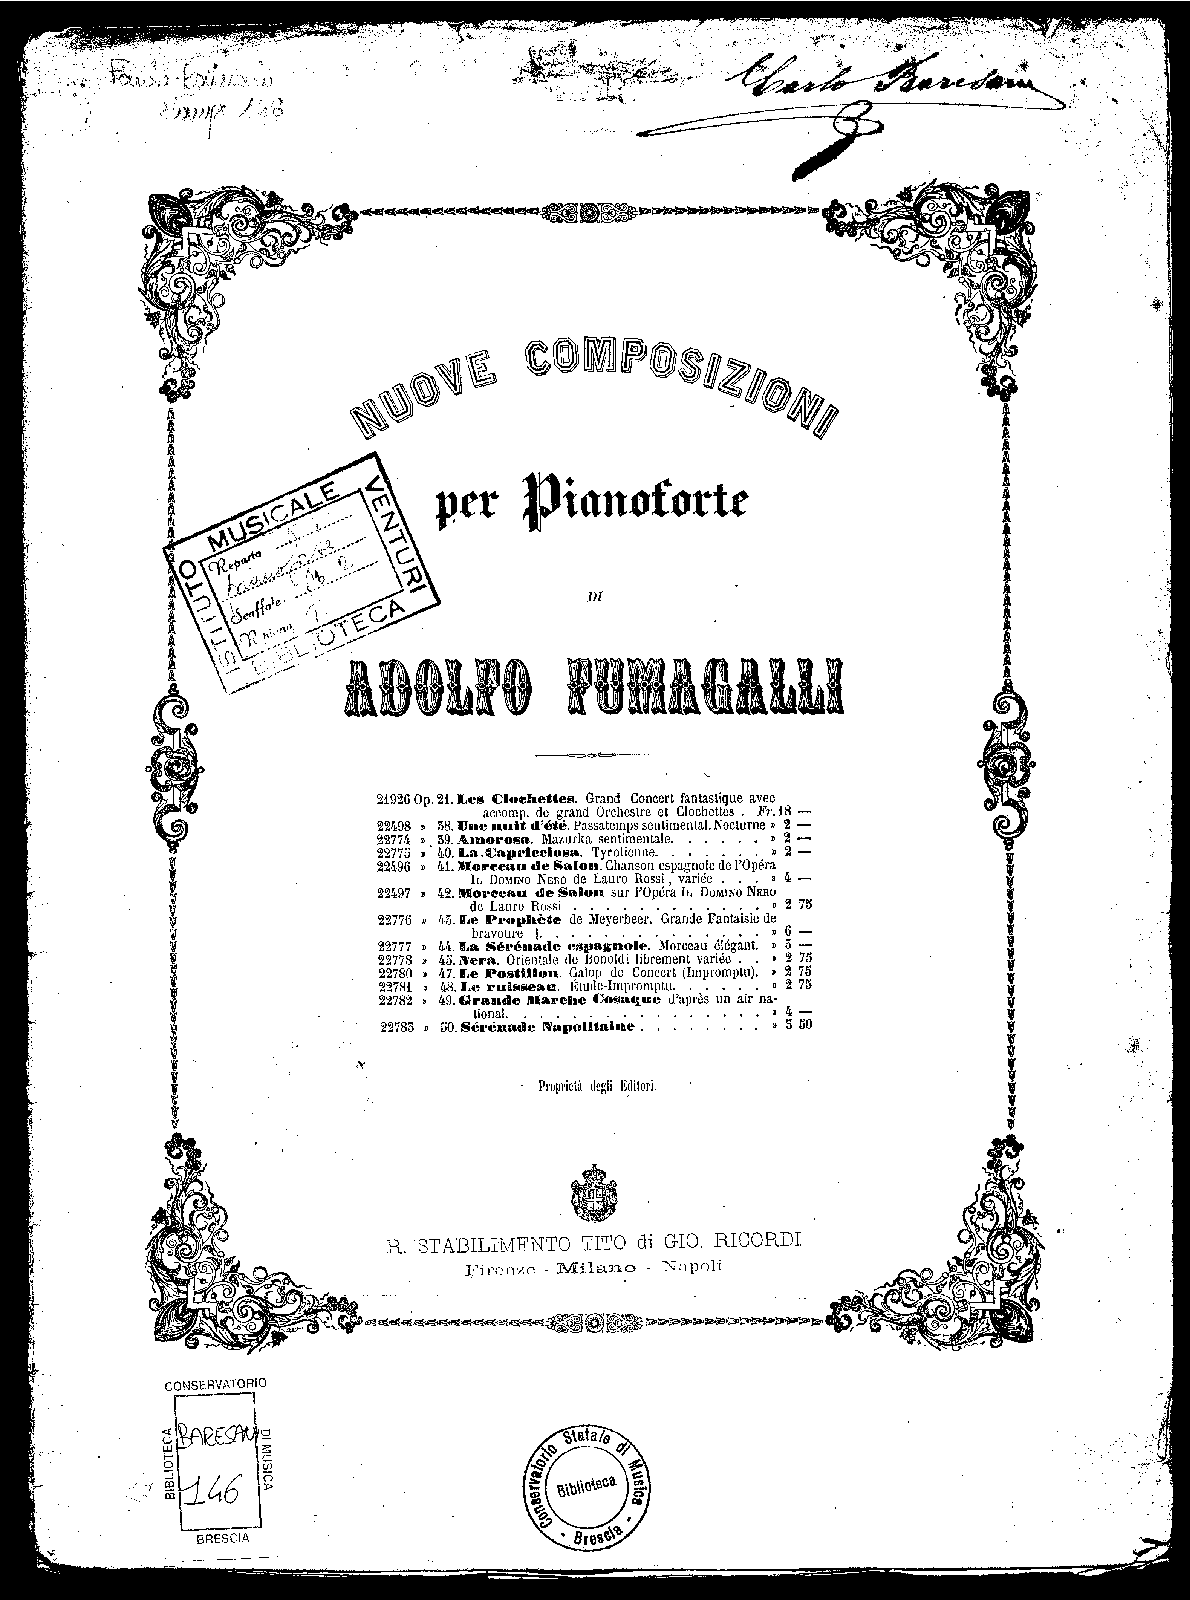 Carlo Baresani
NUOVE COMPOSIZIONI
per Pianoforte
DI
ADOLFO FUMAGALLI
ISTITUTO MUSICALE VENTURI
BIBLIOTECA
Reparto
Scaffale
21926 Op. 21. Les Clochettes. Grand Concert fantastique avec
accomp. de grand Orchestre et Clochettes . Fr. 18 —
22498 » 38. Une nuit d'été. Passatemps sentimental. Nocturne » 2 —
22774 » 39. Amorosa. Mazurka sentimentale. . . . . . . » 2 —
22775 » 40. La Capricciosa. Tyrolienne. . . . . . . . » 2 —
22496 » 41. Morceau de Salon. Chanson espagnole de l'Opéra
IL DOMINO NERO de Lauro Rossi, variée . . . . » 4 —
22497 » 42. Morceau de Salon sur l'Opéra IL DOMINO NERO
de Lauro Rossi . . . . . . . . . . . . » 2 75
22776 » 43. Le Prophète de Meyerbeer. Grande Fantaisie de
bravoure . . . . . . . . . . . . . . » 6 —
22777 » 44. La Sérénade espagnole. Morceau élégant. » 3 —
22778 » 45. Nera. Orientale de Bonoldi librement variée . . » 2 75
22780 » 47. Le Postillon. Galop de Concert (Impromptu). » 2 75
22781 » 48. Le ruisseau. Étude-Impromptu. . . . . . . » 2 75
22782 » 49. Grande Marche Cosaque d'après un air na-
tional. . . . . . . . . . . . . . . . . » 4 —
22783 » 50. Sérénade Napolitaine . . . . . . . . . » 3 50
Proprietà degli Editori.
R. STABILIMENTO TITO di GIO. RICORDI
Firenze - Milano - Napoli
CONSERVATORIO
DI MUSICA
BIBLIOTECA
BARESANI
146
BRESCIA
Conservatorio Statale di Musica
Biblioteca
- Brescia -